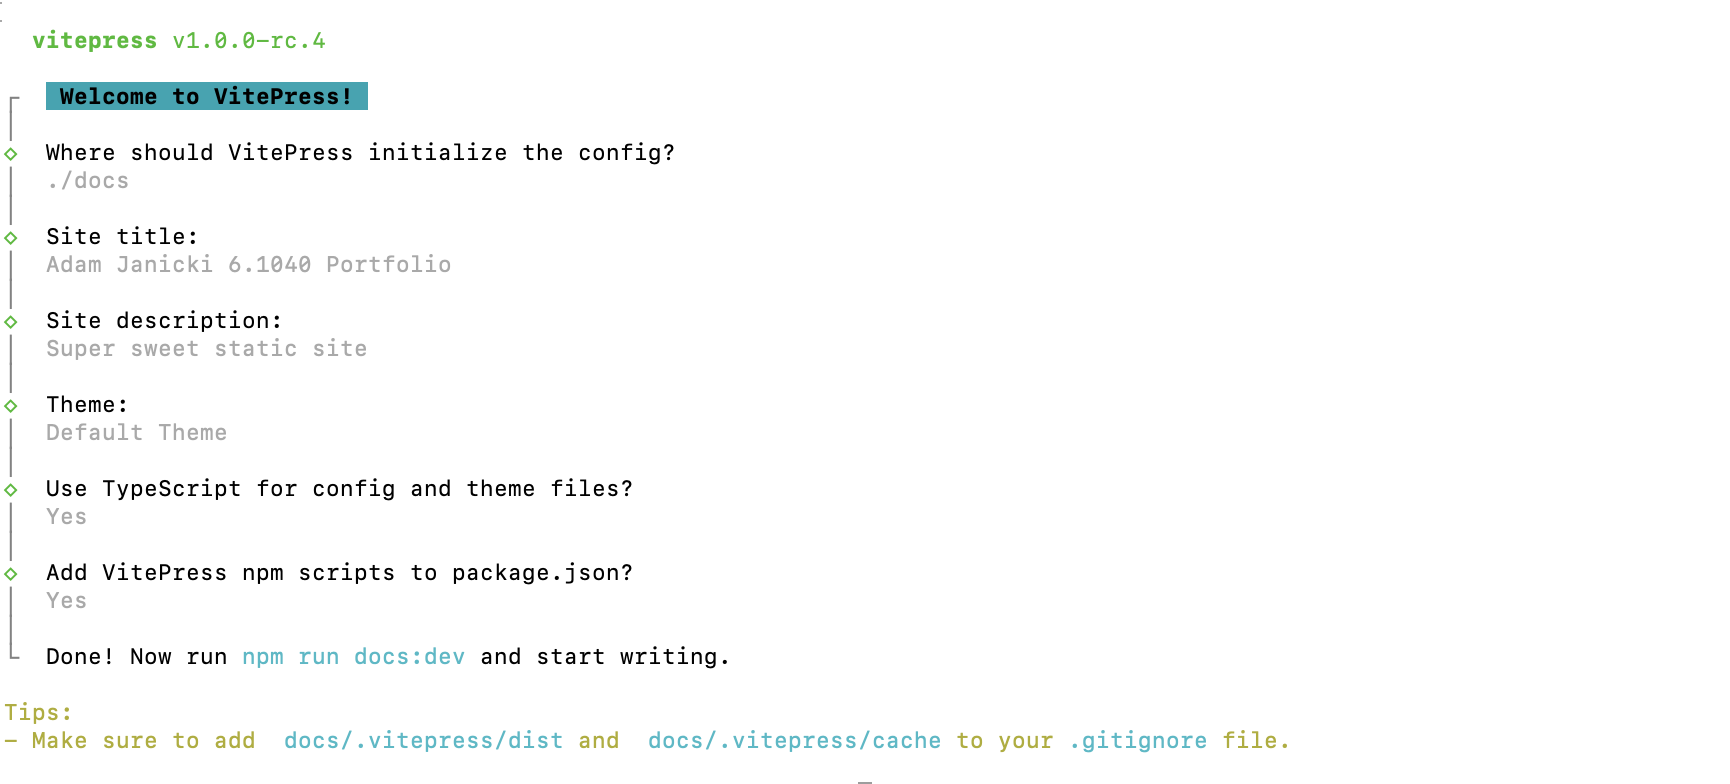 vitepress v1.0.0-rc.4
Welcome to VitePress!
Where should VitePress initialize the config?
./docs
Site title:
Adam Janicki 6.1040 Portfolio
Site description:
Super sweet static site
Theme:
Default Theme
Use TypeScript for config and theme files?
Yes
Add VitePress npm scripts to package.json?
Yes
Done! Now run npm run docs:dev and start writing.
Tips:
- Make sure to add  docs/.vitepress/dist and  docs/.vitepress/cache to your .gitignore file.